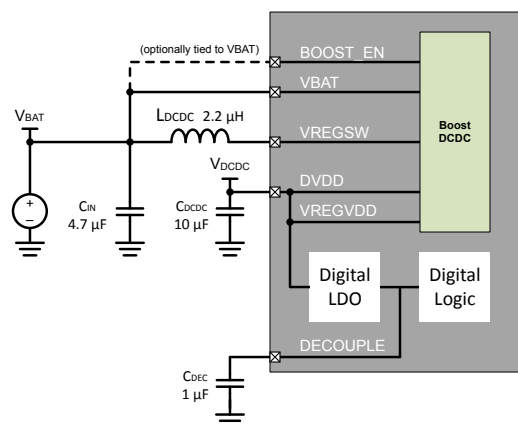 (optionally tied to VBAT)
BOOST_EN
VBAT
LDCDC 2.2 µH
VREGSW
Boost
DCDC
VBAT
VDCDC
DVDD
VREGVDD
+
–
CIN
4.7 µF
CDCDC
10 µF
Digital
LDO
Digital
Logic
DECOUPLE
CDEC
1 µF